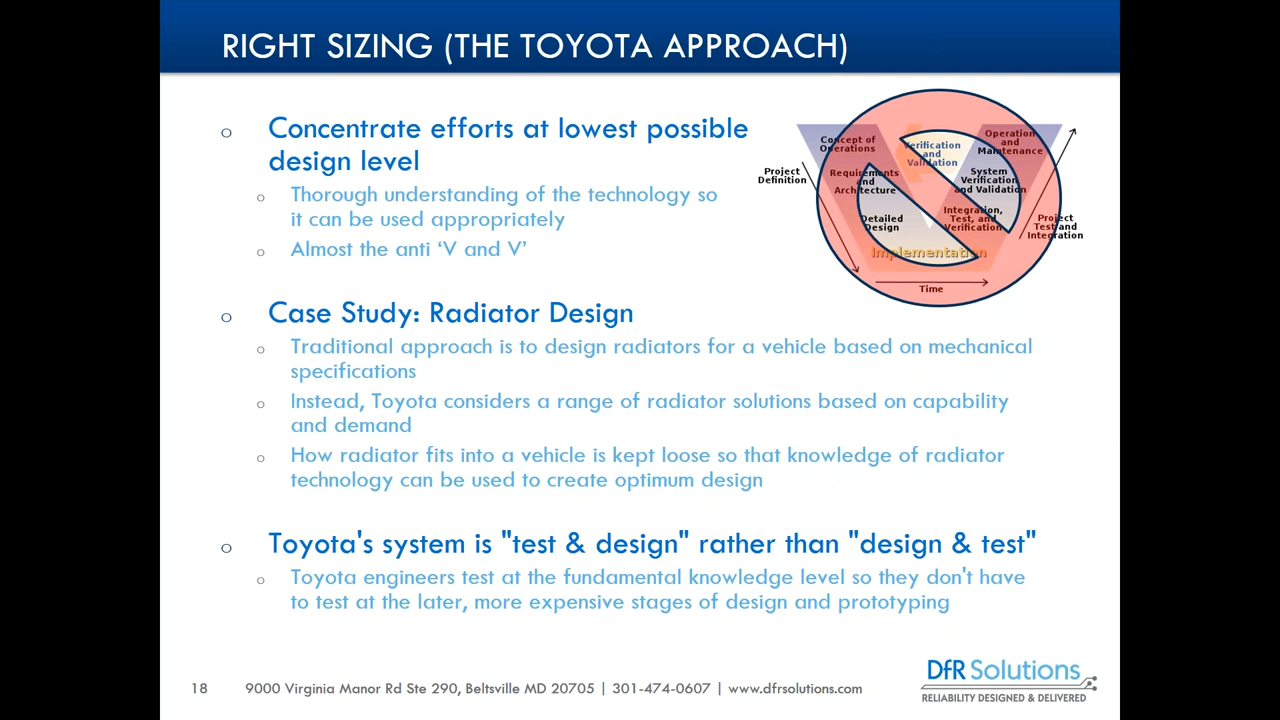 RIGHT SIZING (THE TOYOTA APPROACH)
o Concentrate efforts at lowest possible
design level
o Thorough understanding of the technology so
it can be used appropriately
o Almost the anti ‘V and V’
Concept of
Operations
Verification
and
Validation
Operation
and
Maintenance
Project
Definition
Requirements
and
Architecture
System
Verification
and Validation
Detailed
Design
Integration,
Test, and
Verification
Project
Test and
Integration
Implementation
Time
o Case Study: Radiator Design
o Traditional approach is to design radiators for a vehicle based on mechanical
specifications
o Instead, Toyota considers a range of radiator solutions based on capability
and demand
o How radiator fits into a vehicle is kept loose so that knowledge of radiator
technology can be used to create optimum design
o Toyota's system is "test & design" rather than "design & test"
o Toyota engineers test at the fundamental knowledge level so they don't have
to test at the later, more expensive stages of design and prototyping
18 9000 Virginia Manor Rd Ste 290, Beltsville MD 20705 | 301-474-0607 | www.dfrsolutions.com
DfR Solutions
RELIABILITY DESIGNED & DELIVERED